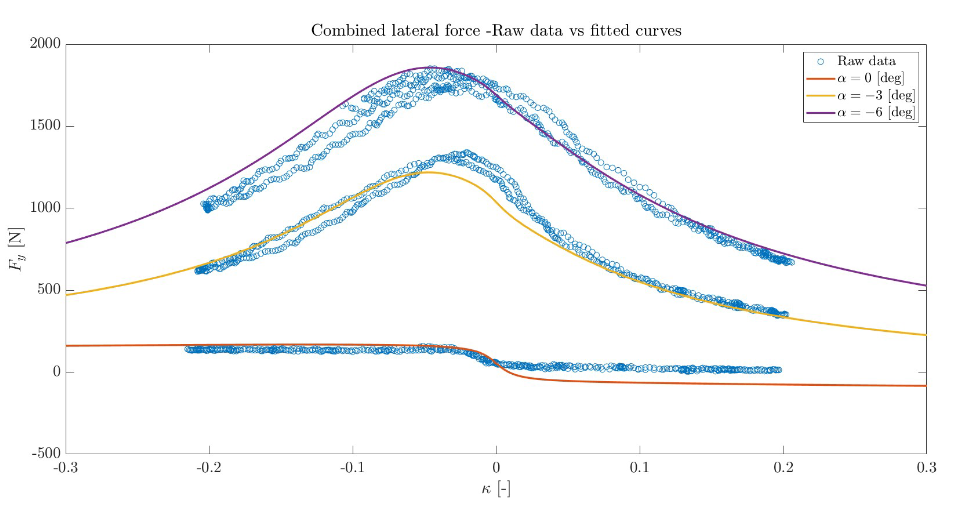 Combined lateral force -Raw data vs fitted curves
Raw data
α = 0 [deg]
α = −3 [deg]
α = −6 [deg]
2000
1500
1000
500
0
-500
F_y [N]
-0.3
-0.2
-0.1
0
0.1
0.2
0.3
κ [-]